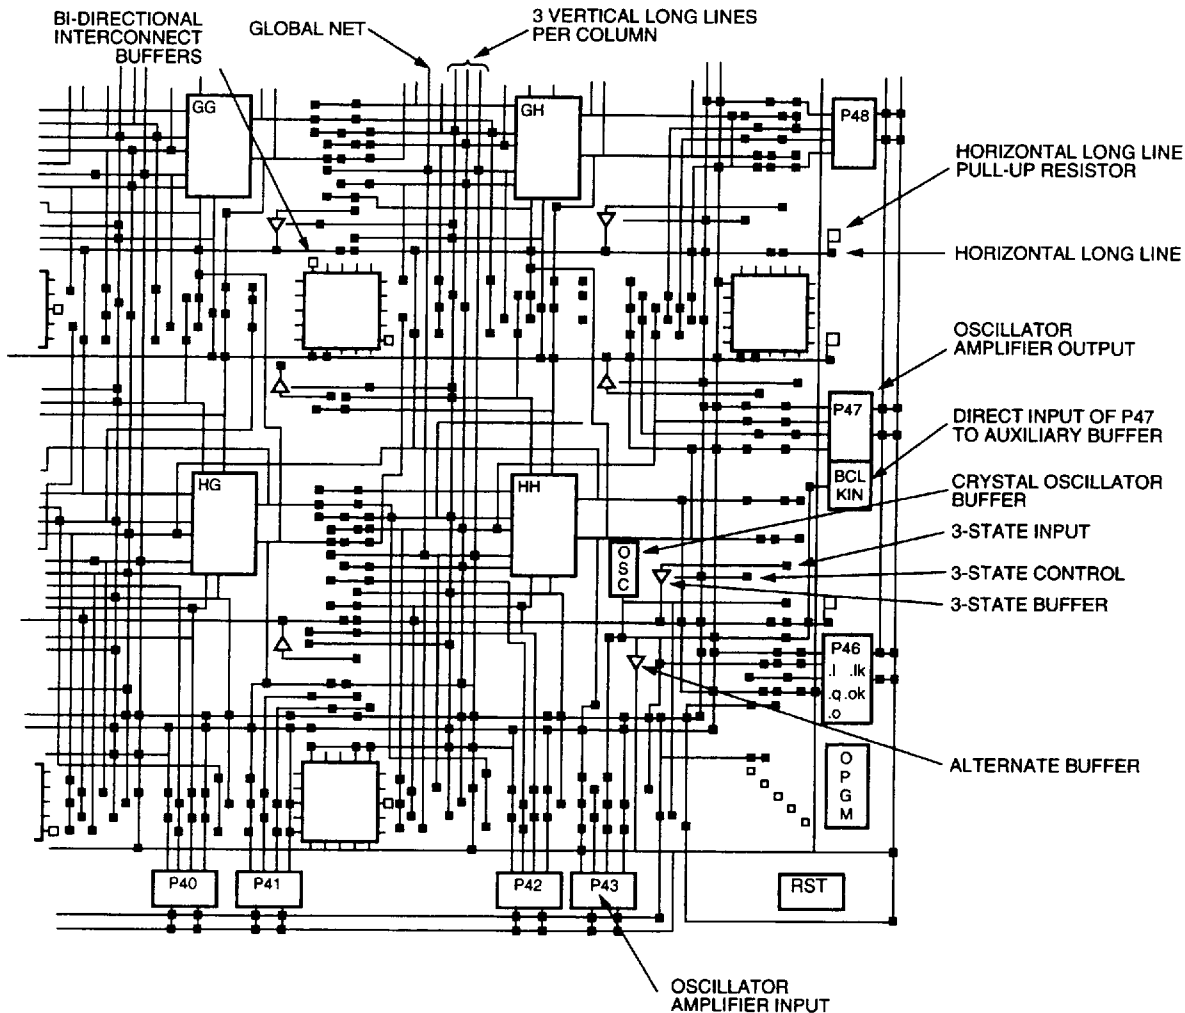 BI-DIRECTIONAL
INTERCONNECT
BUFFERS
GLOBAL NET
3 VERTICAL LONG LINES
PER COLUMN
GG
GH
P48
HORIZONTAL LONG LINE
PULL-UP RESISTOR
HORIZONTAL LONG LINE
OSCILLATOR
AMPLIFIER OUTPUT
P47
DIRECT INPUT OF P47
TO AUXILIARY BUFFER
BCL
KIN
HG
HH
CRYSTAL OSCILLATOR
BUFFER
OSC
3-STATE INPUT
3-STATE CONTROL
3-STATE BUFFER
P46
.I .Ik
.q .ok
.o
ALTERNATE BUFFER
OPGM
P40
P41
P42
P43
RST
OSCILLATOR
AMPLIFIER INPUT